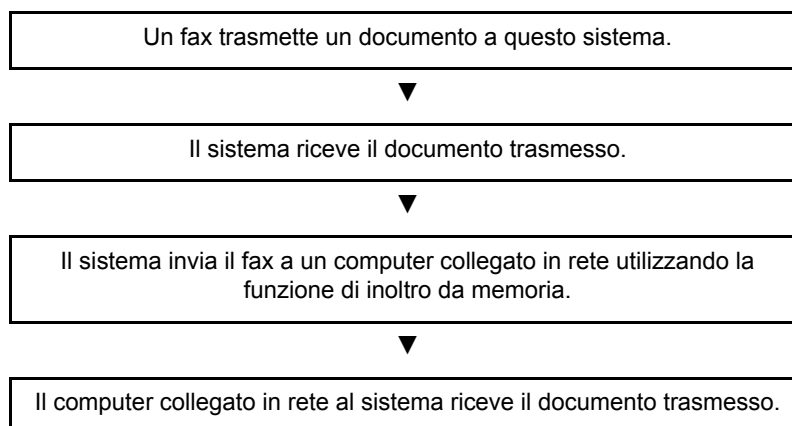 Un fax trasmette un documento a questo sistema.
▼
Il sistema riceve il documento trasmesso.
▼
Il sistema invia il fax a un computer collegato in rete utilizzando la
funzione di inoltro da memoria.
▼
Il computer collegato in rete al sistema riceve il documento trasmesso.